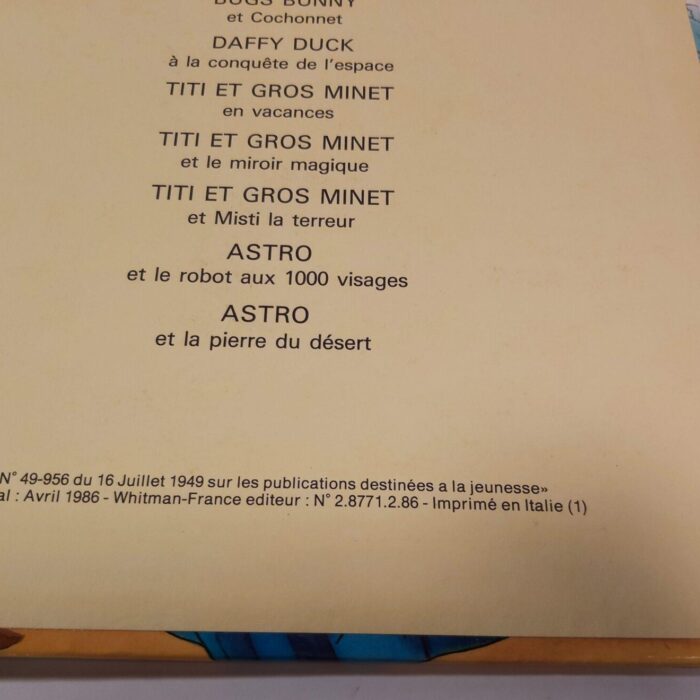 BUGS BUNNY
et Cochonnet
DAFFY DUCK
à la conquête de l'espace
TITI ET GROS MINET
en vacances
TITI ET GROS MINET
et le miroir magique
TITI ET GROS MINET
et Misti la terreur
ASTRO
et le robot aux 1000 visages
ASTRO
et la pierre du désert
N° 49-956 du 16 Juillet 1949 sur les publications destinées a la jeunesse»
al : Avril 1986 - Whitman-France editeur : N° 2.8771.2.86 - Imprimé en Italie (1)